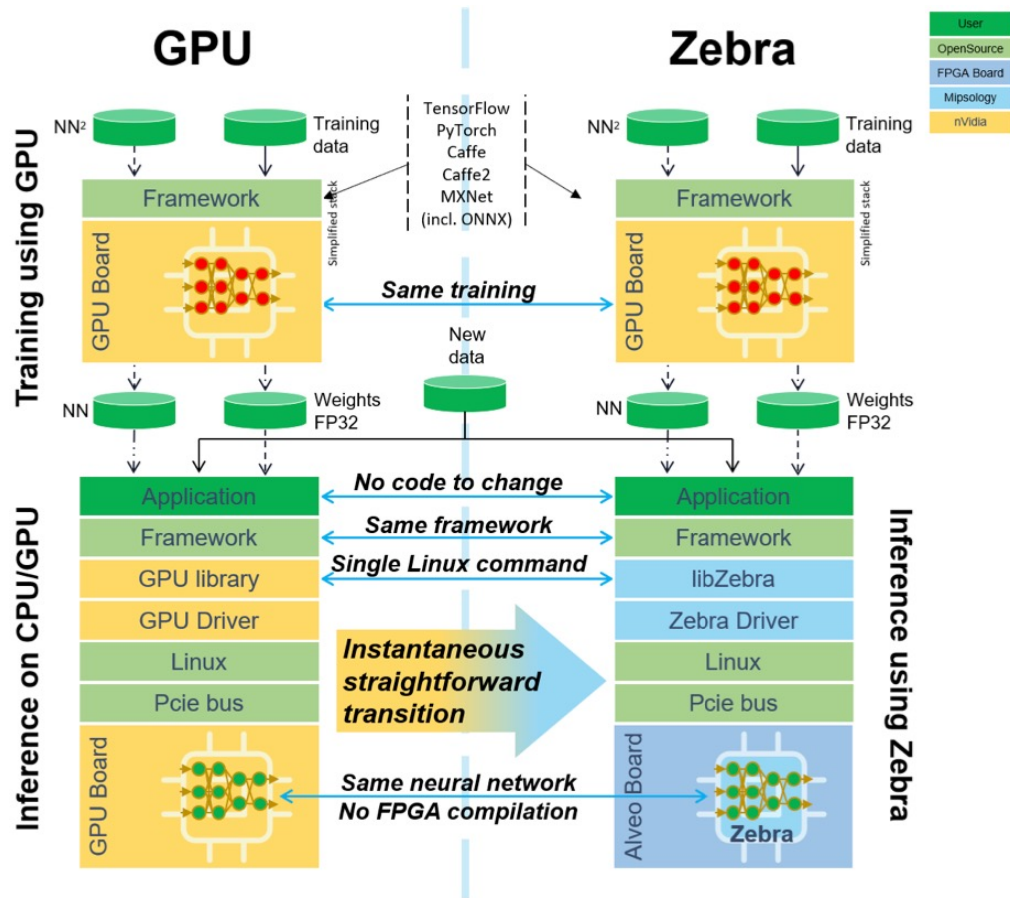 GPU
Zebra
User
OpenSource
FPGA Board
Mipsology
nVidia
Training using GPU
NN²
Training
data
TensorFlow
PyTorch
Caffe
Caffe2
MXNet
(incl. ONNX)
NN²
Training
data
Framework
Simplified stack
Framework
Simplified stack
GPU Board
Same training
GPU Board
New
data
NN
Weights
FP32
NN
Weights
FP32
Inference on CPU/GPU
Application
No code to change
Application
Framework
Same framework
Framework
GPU library
Single Linux command
libZebra
GPU Driver
Zebra Driver
Linux
Instantaneous
straightforward
transition
Linux
Pcie bus
Pcie bus
Inference using Zebra
GPU Board
Same neural network
No FPGA compilation
Alveo Board
Zebra